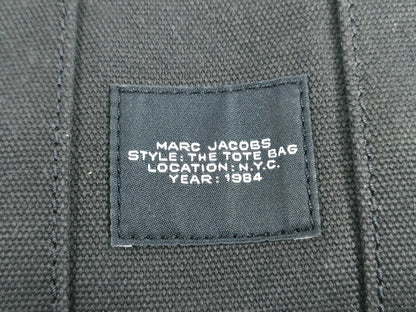 MARC JACOBS
STYLE: THE TOTE BAG
LOCATION: N.Y.C.
YEAR: 1984